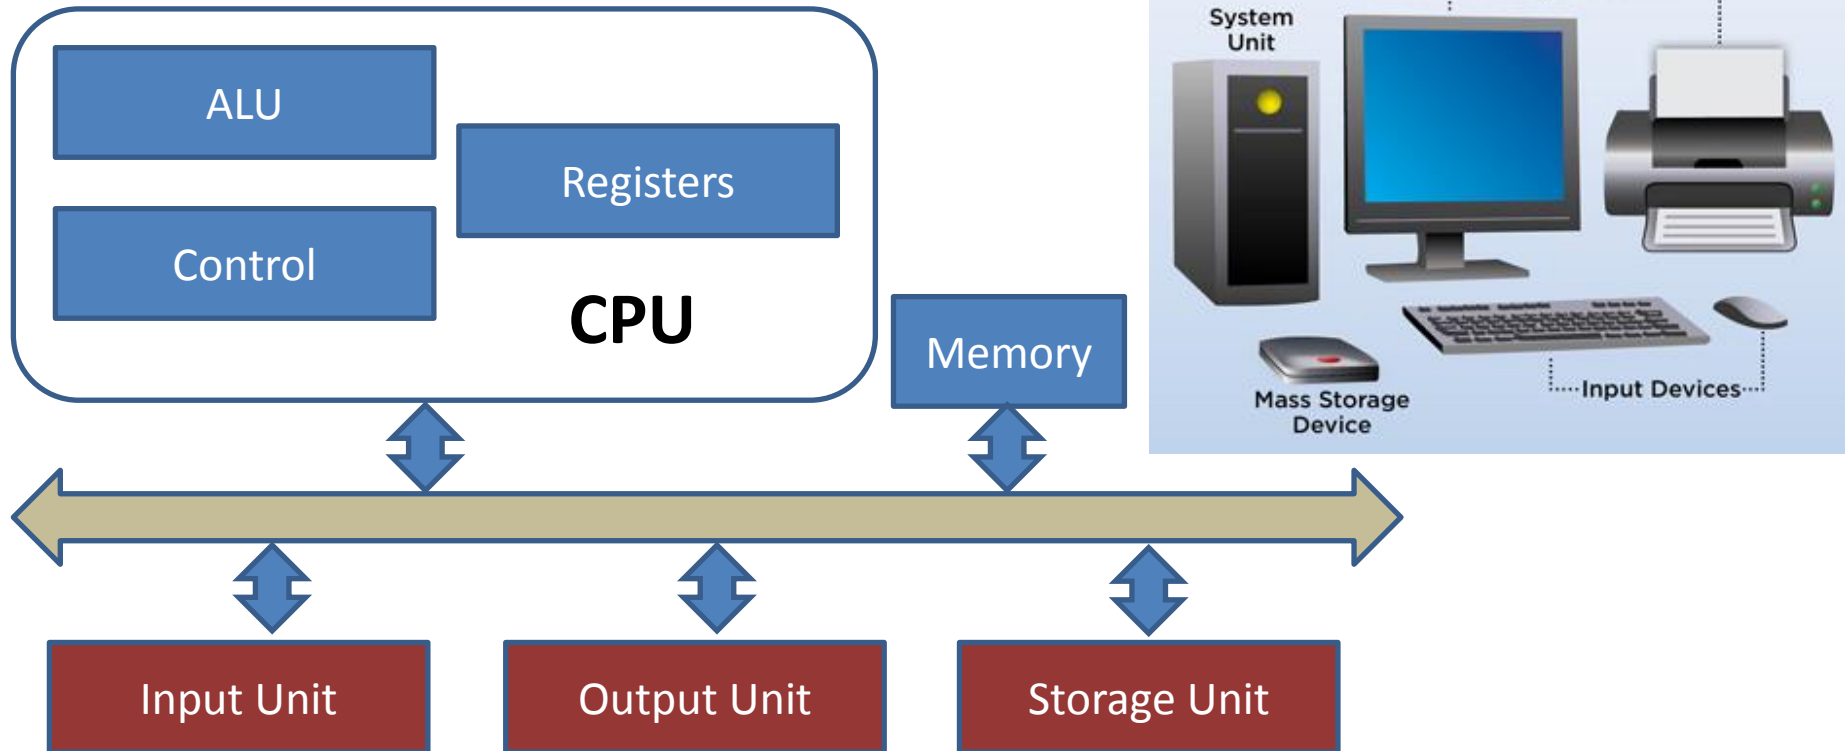 ALU
Registers
Control
CPU
Memory
Input Unit
Output Unit
Storage Unit
System
Unit
Mass Storage
Device
Input Devices